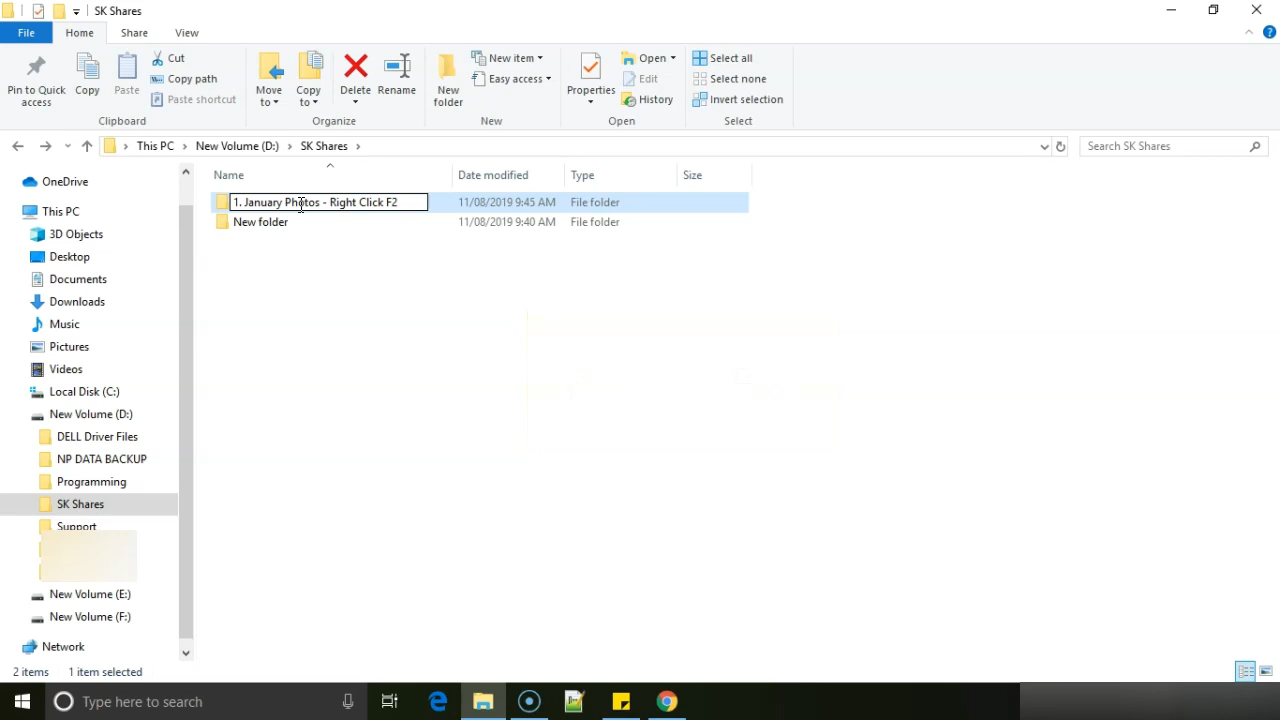 SK Shares
File Home Share View
Pin to Quick access
Copy
Paste
Cut
Copy path
Paste shortcut
Clipboard
Move to
Copy to
Delete
Rename
Organize
New folder
New item
Easy access
New
Properties
Open
Edit
History
Open
Select all
Select none
Invert selection
Select
This PC New Volume (D:) SK Shares
Search SK Shares
Name Date modified Type Size
1. January Photos - Right Click F2 11/08/2019 9:45 AM File folder
New folder 11/08/2019 9:40 AM File folder
OneDrive
This PC
3D Objects
Desktop
Documents
Downloads
Music
Pictures
Videos
Local Disk (C:)
New Volume (D:)
DELL Driver Files
NP DATA BACKUP
Programming
SK Shares
Support
New Volume (E:)
New Volume (F:)
Network
2 items 1 item selected
Type here to search